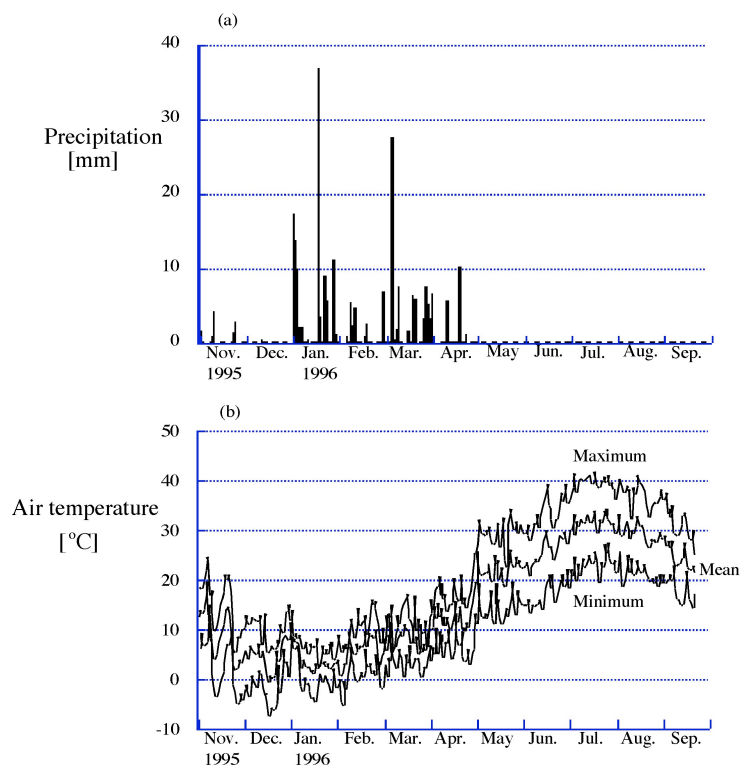 (a)
40
30
20
10
0
Precipitation
[mm]
Nov. Dec. Jan. Feb. Mar. Apr. May Jun. Jul. Aug. Sep.
1995 1996
(b)
50
40
30
20
10
0
-10
Air temperature
[°C]
Maximum
Mean
Minimum
Nov. Dec. Jan. Feb. Mar. Apr. May Jun. Jul. Aug. Sep.
1995 1996